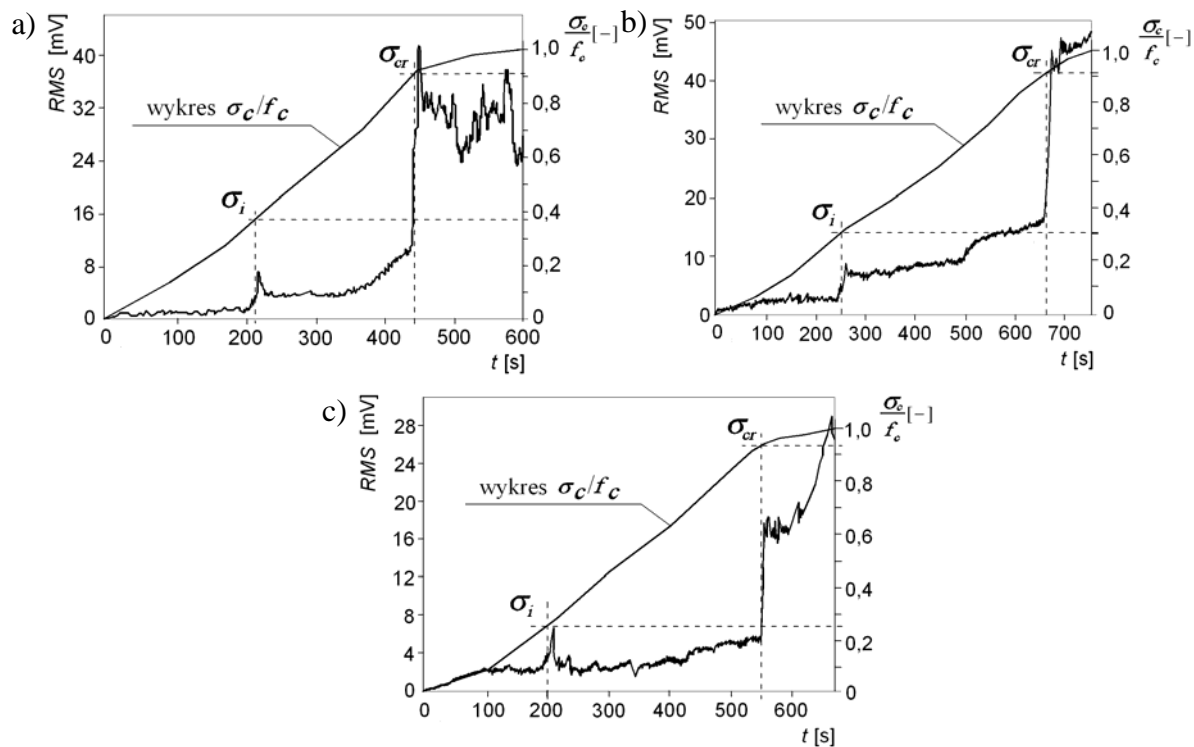 a)
RMS [mV]
σcr
σc/fc [–]
wykres σc/fc
σi
40
32
24
16
8
0
1,0
0,8
0,6
0,4
0,2
0
0 100 200 300 400 500 600
t [s]
b)
RMS [mV]
σcr
σc/fc [–]
wykres σc/fc
σi
50
40
30
20
10
0
1,0
0,8
0,6
0,4
0,2
0
0 100 200 300 400 500 600 700
t [s]
c)
RMS [mV]
σcr
σc/fc [–]
wykres σc/fc
σi
28
24
20
16
12
8
4
0
1,0
0,8
0,6
0,4
0,2
0
0 100 200 300 400 500 600
t [s]